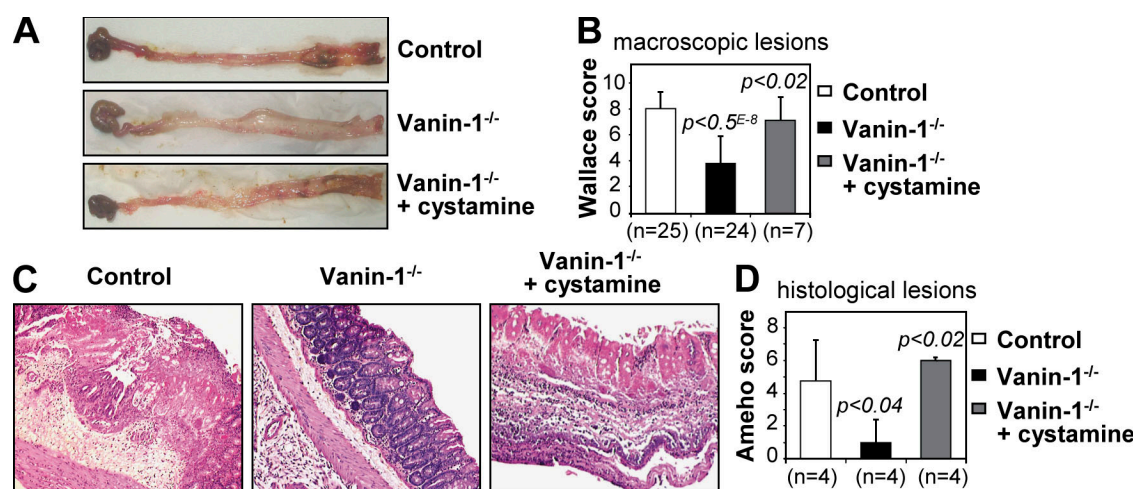 A
Control
Vanin-1-/-
Vanin-1-/-
+ cystamine
B
macroscopic lesions
Wallace score
10
8
6
4
2
0
p<0.5E-8
p<0.02
(n=25) (n=24) (n=7)
Control
Vanin-1-/-
Vanin-1-/-
+ cystamine
C
Control
Vanin-1-/-
Vanin-1-/-
+ cystamine
D
histological lesions
Ameho score
8
6
4
2
0
p<0.04
p<0.02
(n=4) (n=4) (n=4)
Control
Vanin-1-/-
Vanin-1-/-
+ cystamine